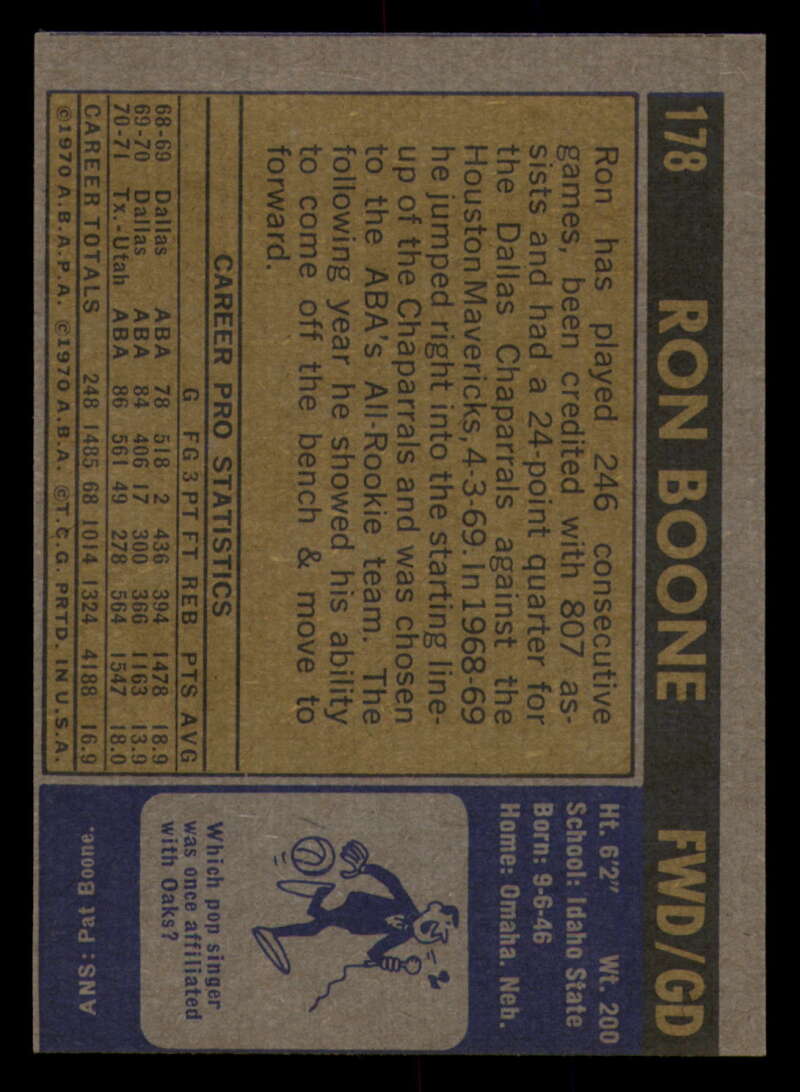 178 RON BOONE FWD/GD
Ron has played 246 consecutive
games, been credited with 807 as-
sists and had a 24-point quarter for
the Dallas Chaparrals against the
Houston Mavericks, 4-3-69. In 1968-69
he jumped right into the starting line-
up of the Chaparrals and was chosen
to the ABA's All-Rookie team. The
following year he showed his ability
to come off the bench & move to
forward.
CAREER PRO STATISTICS
G FG 3PT FT REB PTS AVG
68-69 Dallas ABA 78 518 2 436 394 1478 18.9
69-70 Dallas ABA 84 406 17 300 366 1163 13.9
70-71 Tx.-Utah ABA 86 561 49 278 564 1547 18.0
CAREER TOTALS 248 1485 68 1014 1324 4188 16.9
©1970 A.B.A.P.A. ©1970 A.B.A. ©T.C.G. PRTD. IN U.S.A.
Ht. 6'2" Wt. 200
School: Idaho State
Born: 9-6-46
Home: Omaha. Neh.
Which pop singer
was once affiliated
with Oaks?
ANS: Pat Boone.